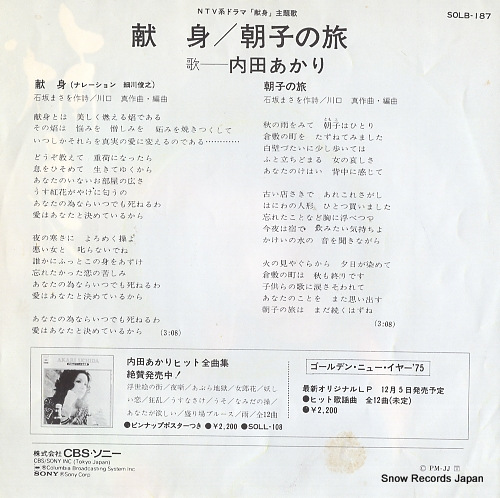 NTV系ドラマ「献身」主題歌
SOLB-187
献 身／朝子の旅
歌——内田あかり
献 身(ナレーション 細川俊之)
石坂まさを作詩／川口 真作曲・編曲
献身とは 美しく燃える焔である
その焔は 悩みを 憎しみを 妬みを焼きつくして
いつしかそれらを真実の愛に変えるのである…………
どうぞ教えて 重荷になったら
息をひそめて 生きてゆくから
あなたのいないお部屋の広さ
うす紅花がやけに匂うの
あなたの為ならいつでも死ねるわ
愛はあなたと決めているから
夜の寒さに よろめく操よ
悪い女と 叱らないでね
誰かにふっとこの身をあずけ
忘れたかった恋の苦しみ
あなたの為ならいつでも死ねるわ
愛はあなたと決めているから
あなたの為ならいつでも死ねるわ
愛はあなたと決めているから
(3:08)
朝子の旅
石坂まさを作詩／川口 真作曲・編曲
秋の雨をみて 朝子はひとり
ともこ
倉敷の町を たずねてみました
白壁づたいに少し歩いては
ふと立ちどまる 女の哀しさ
あなたのけはい 背中に感じて
古い店さきで あれこれさがし
はにわの人形 ひとつ買いました
忘れたことなど胸に浮べつつ
今夜は宿で 飲みたい気持ちよ
かけいの水の 音を聞きながら
火の見やぐらから 夕日が染めて
倉敷の町は 秋も終りです
子供らの歌に涙さそわれて
あなたのことを また思い出す
朝子の旅は まだ続くはずね
(3:08)
AKARI UCHIDA
内田あかりヒット全曲集
絶賛発売中！
浮世絵の街／夜報／あぶら地獄／女郎花／妖し
い恋／狂乱／うすなさけ／うそ／なみだの操／
あなたが欲しい／盛り場ブルース／雨／全12曲
●ピンナップポスターつき ●￥2,200 ●SOLL-108
ゴールデン・ニュー・イヤー'75
最新オリジナルLP 12月5日発売予定
●ヒット歌謡曲 全12曲(未定)
●￥2,200
株式会社 CBS・ソニー
CBS/SONY INC (Tokyo Japan)
®Columbia Broadcasting System Inc
SONY ®Sony Corp
Ⓒ PM-JJ Ⓣ
Snow Records Japan